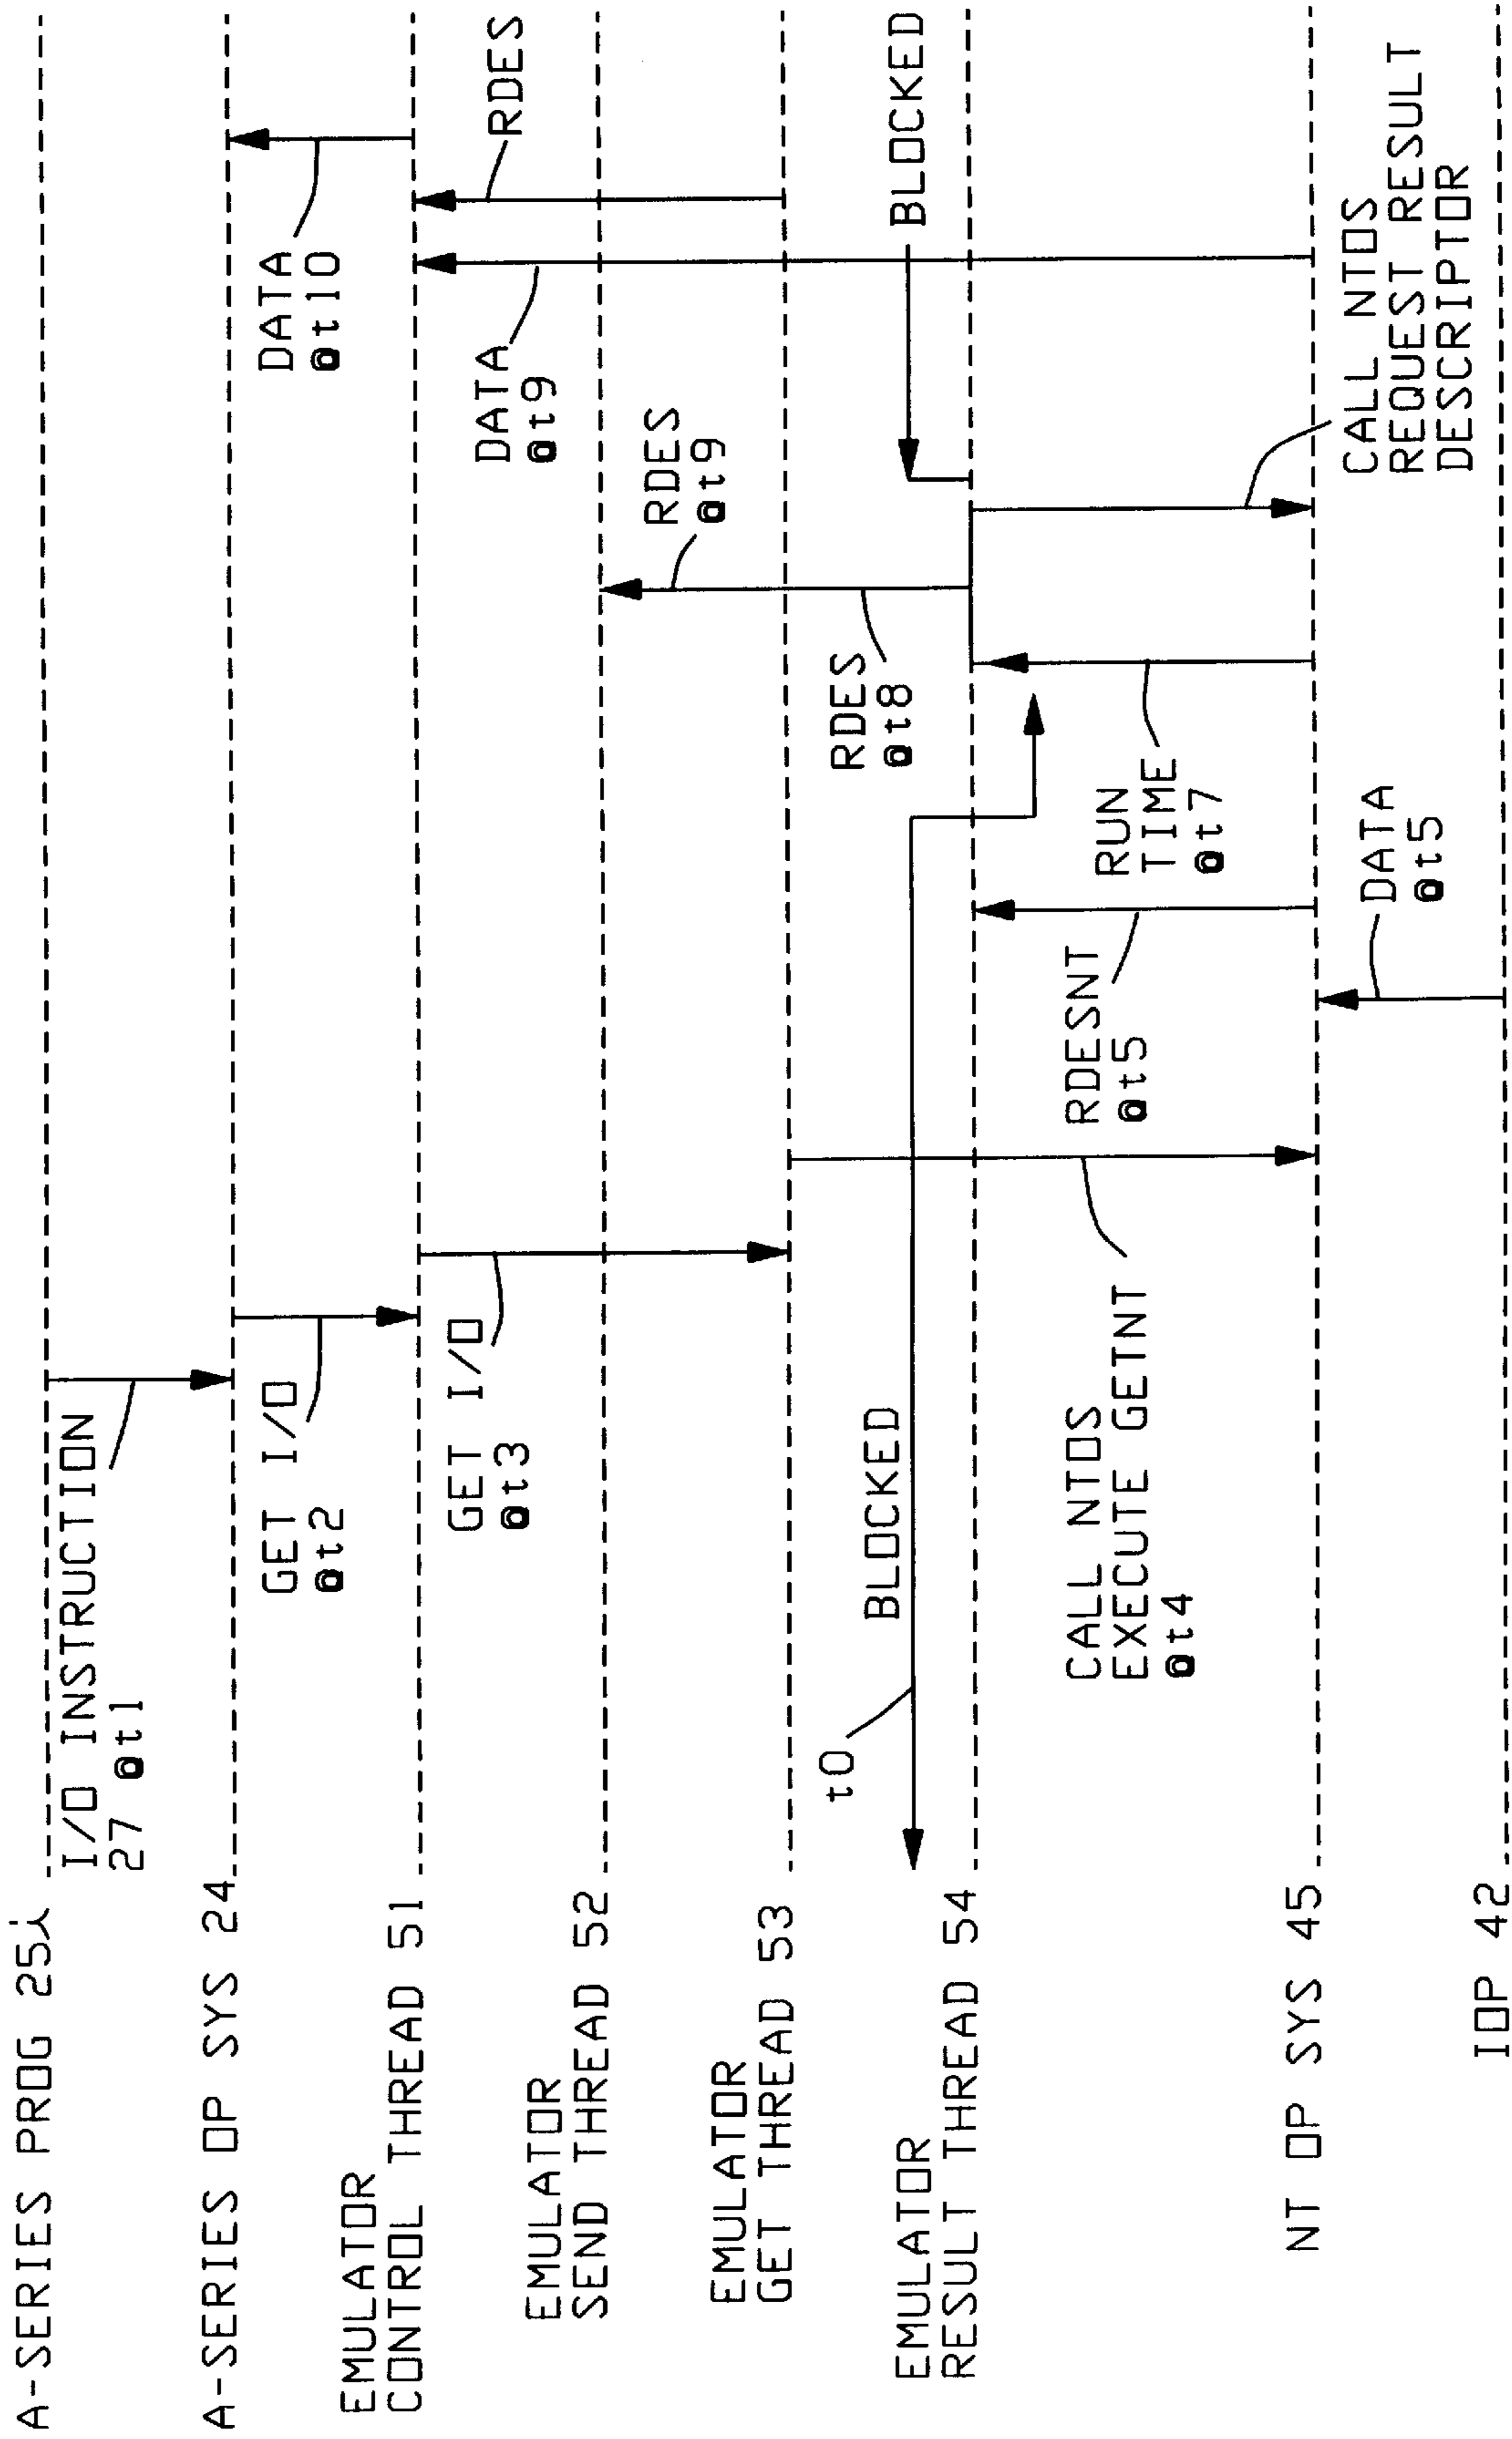 A-SERIES PROG 25i
I/O INSTRUCTION
27 @t1
A-SERIES OP SYS 24
GET I/O
@t2
DATA
@t10
EMULATOR
CONTROL THREAD 51
GET I/O
@t3
DATA
@t9
RDES
EMULATOR
SEND THREAD 52
RDES
@t9
EMULATOR
GET THREAD 53
t0
BLOCKED
RDES
@t8
BLOCKED
EMULATOR
RESULT THREAD 54
CALL NTOS
EXECUTE GETNT
@t4
RDESNT
@t5
RUN
TIME
@t7
NT OP SYS 45
DATA
@t5
CALL NTOS
REQUEST RESULT
DESCRIPTOR
IOP 42